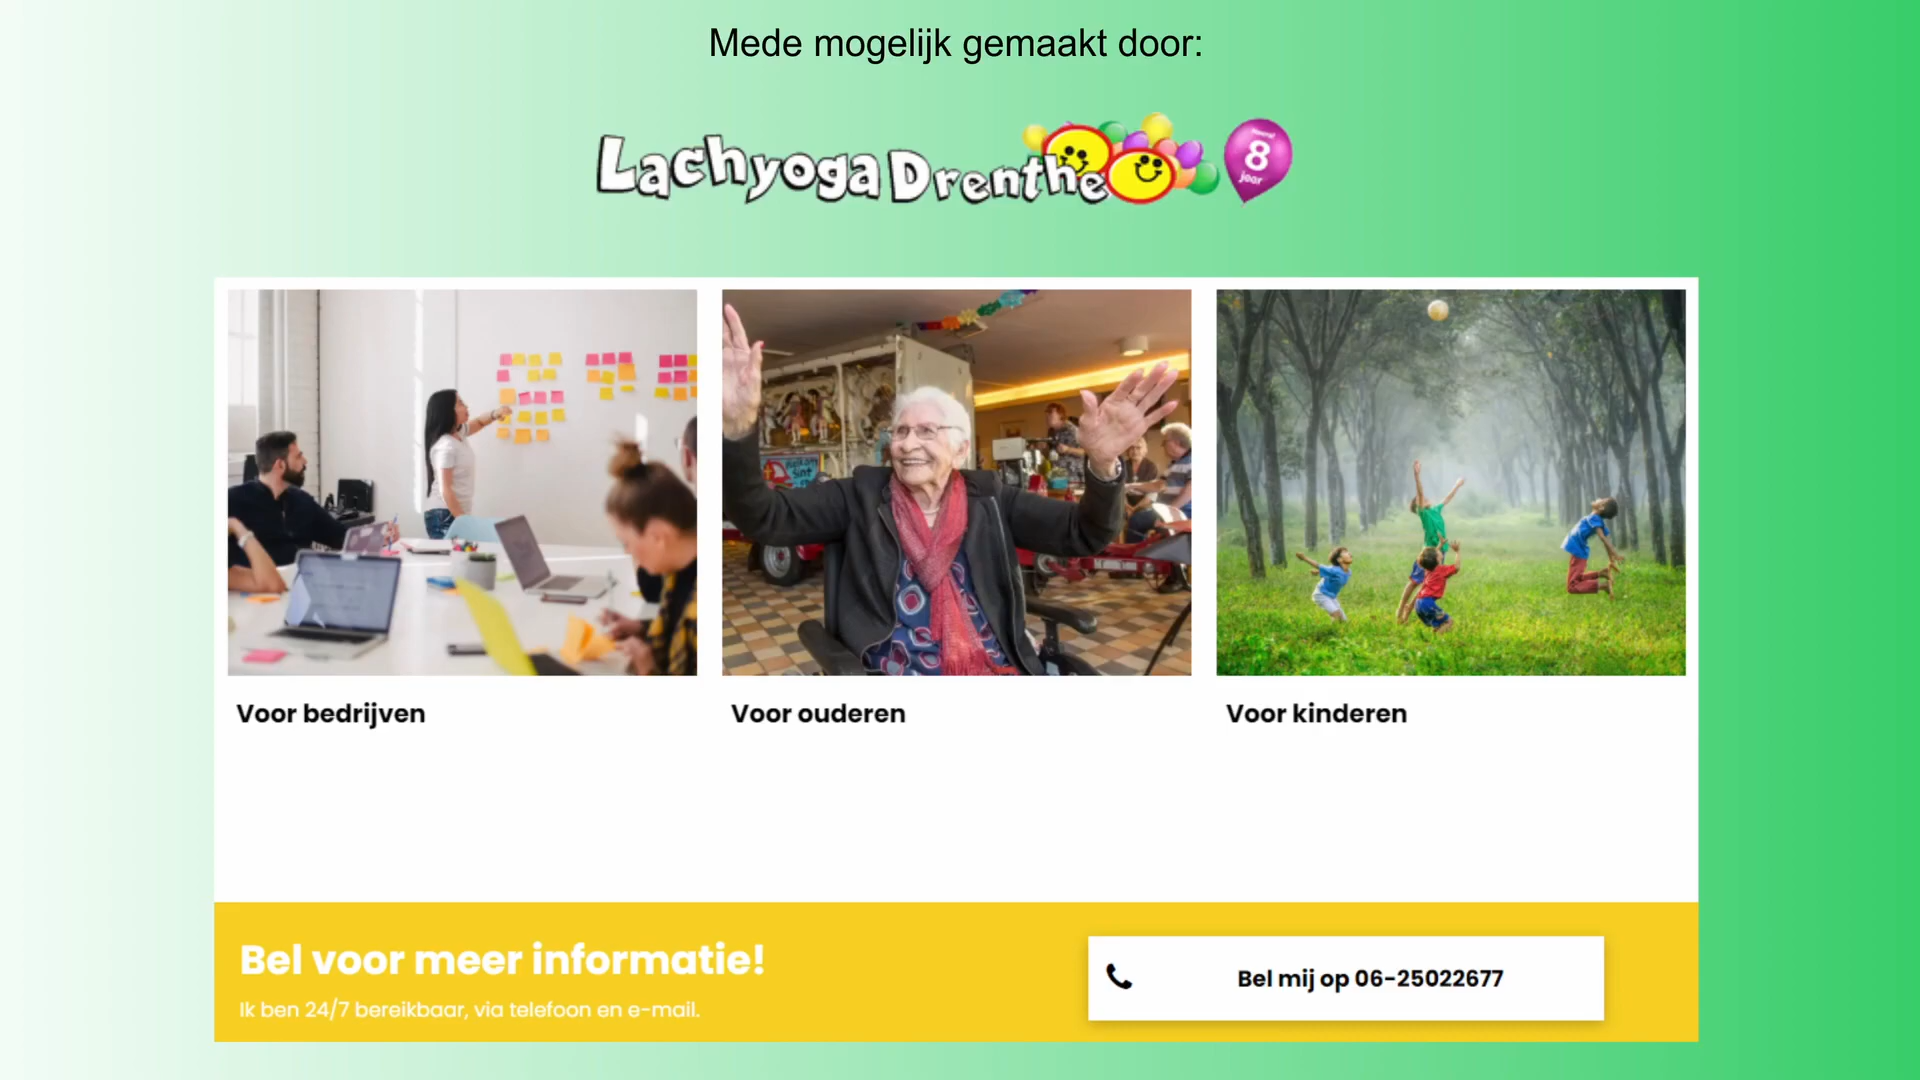 Mede mogelijk gemaakt door:
Lachyoga Drenthe
8
jaar
Voor bedrijven
Voor ouderen
Voor kinderen
Bel voor meer informatie!
Ik ben 24/7 bereikbaar, via telefoon en e-mail.
Bel mij op 06-25022677